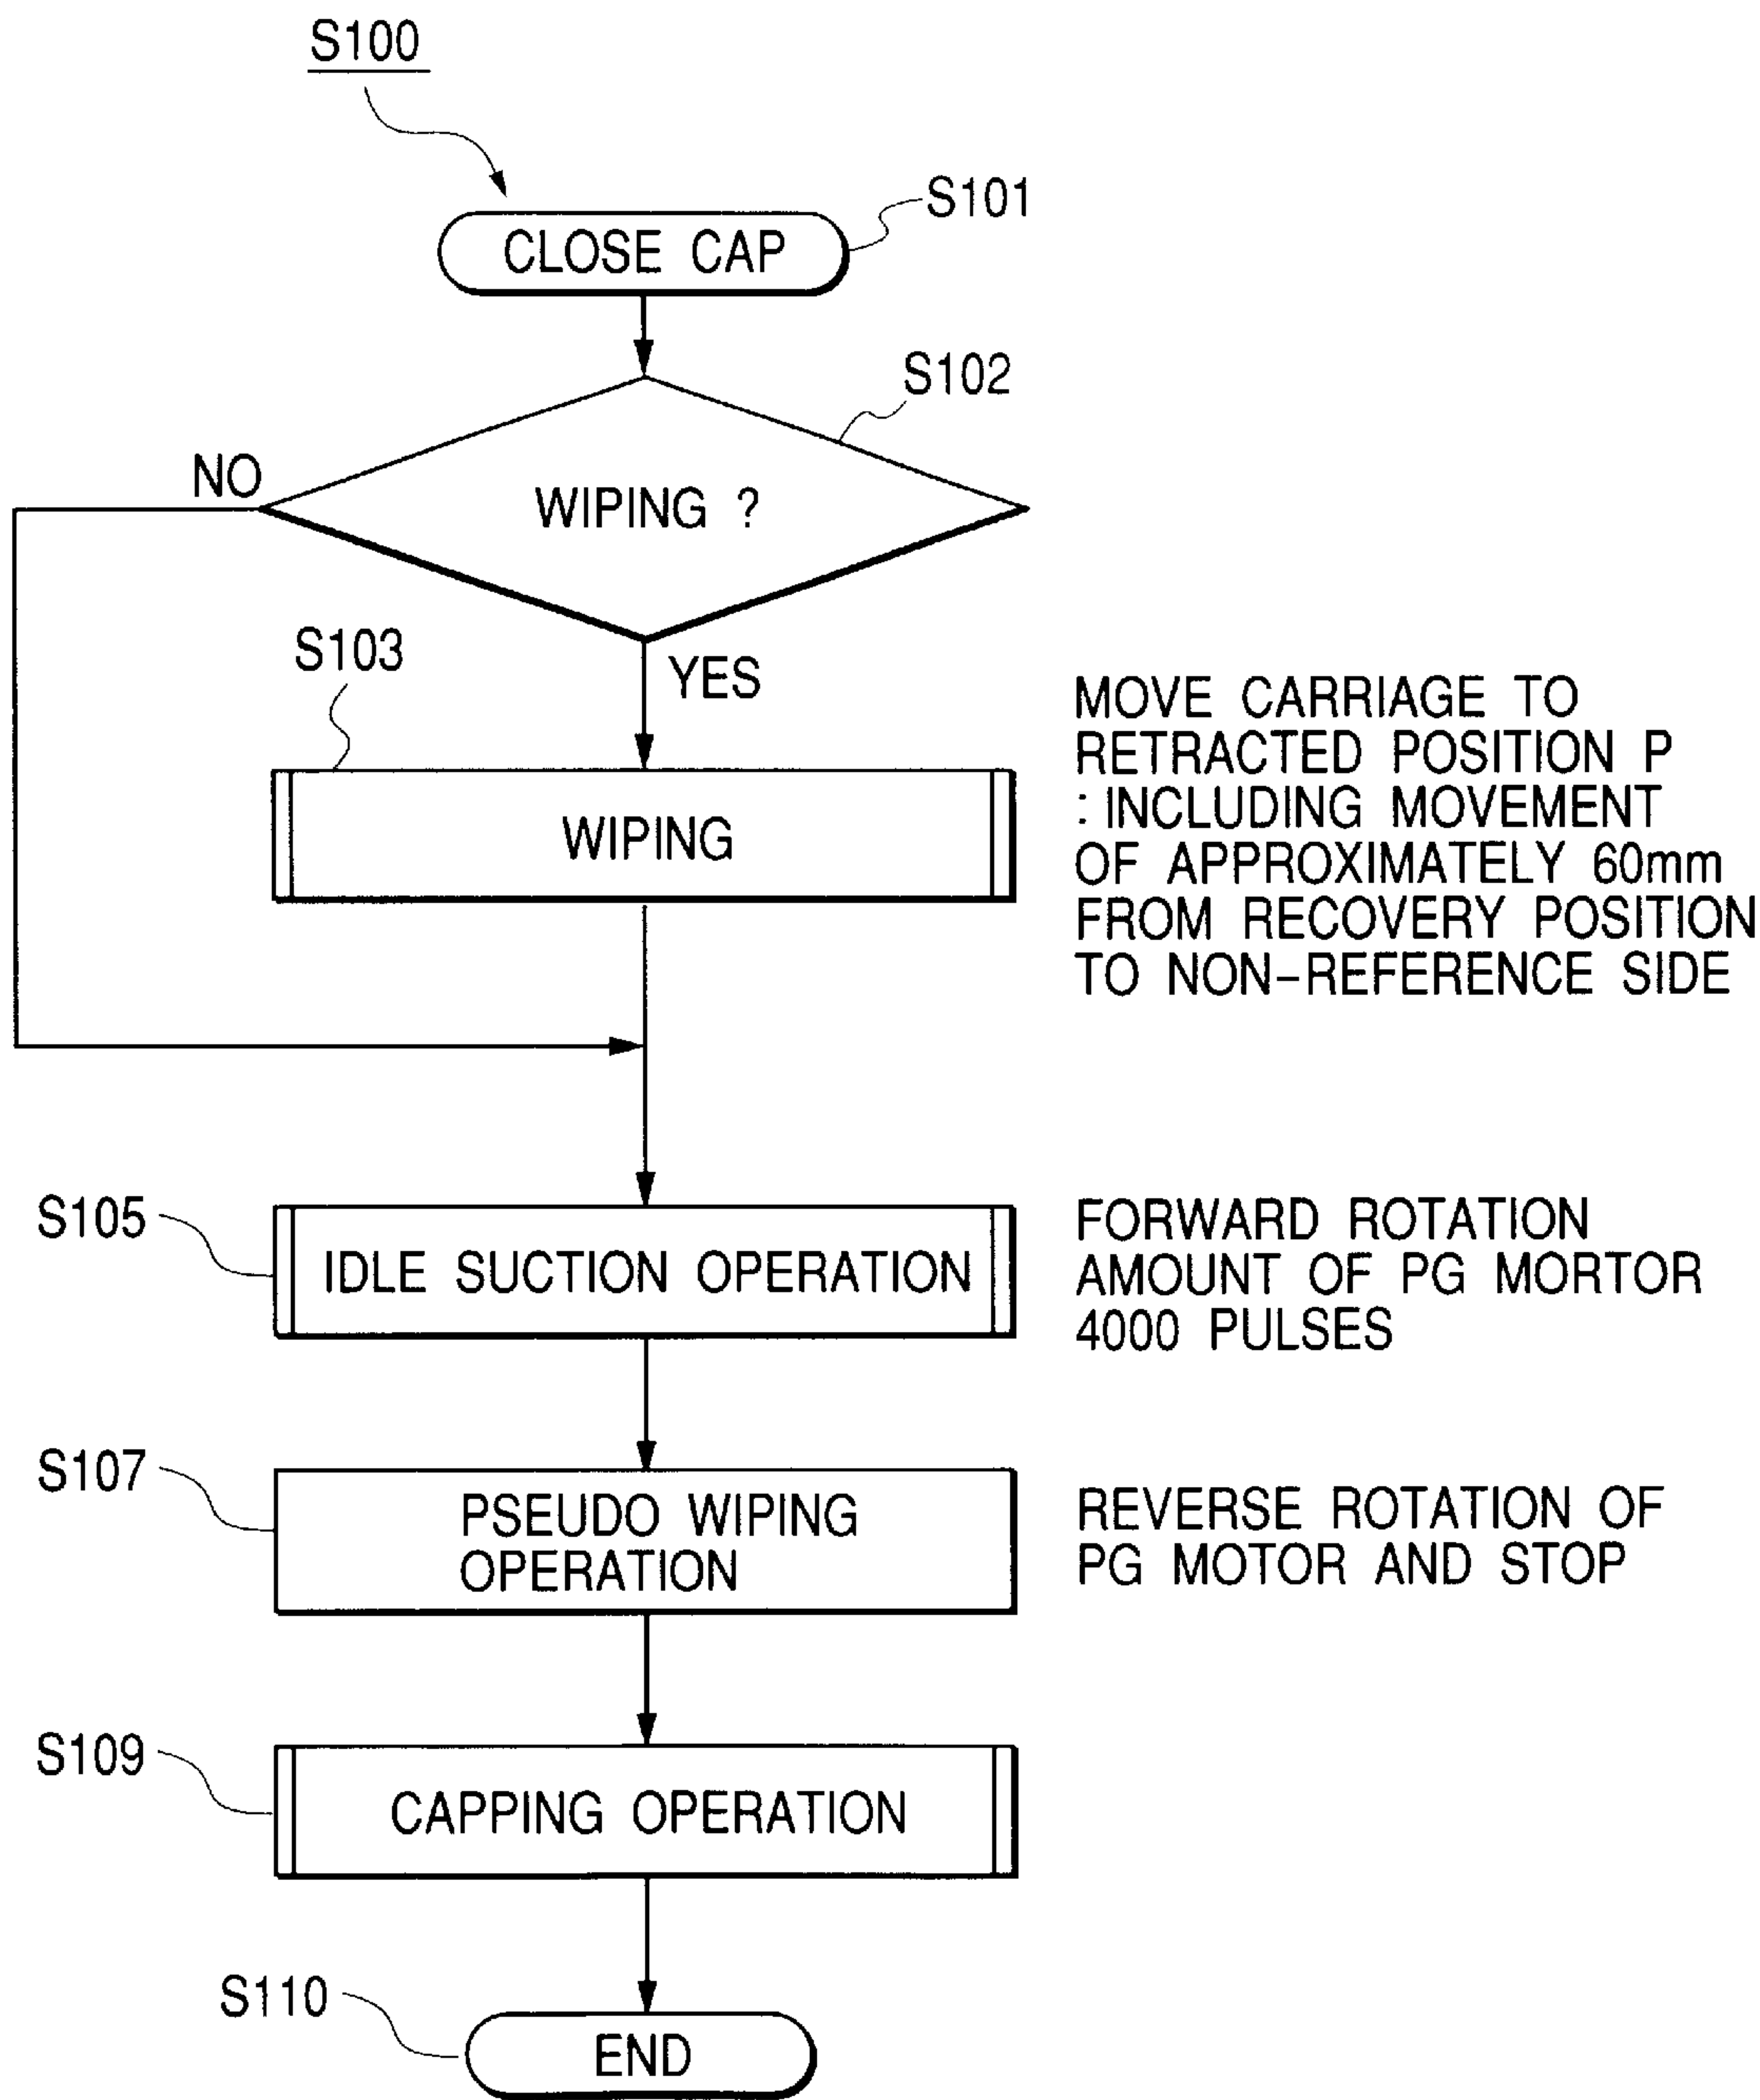 S100
S101
CLOSE CAP
S102
NO
WIPING ?
S103
YES
WIPING
MOVE CARRIAGE TO
RETRACTED POSITION P
: INCLUDING MOVEMENT
OF APPROXIMATELY 60mm
FROM RECOVERY POSITION
TO NON-REFERENCE SIDE
S105
IDLE SUCTION OPERATION
FORWARD ROTATION
AMOUNT OF PG MORTOR
4000 PULSES
S107
PSEUDO WIPING
OPERATION
REVERSE ROTATION OF
PG MOTOR AND STOP
S109
CAPPING OPERATION
S110
END